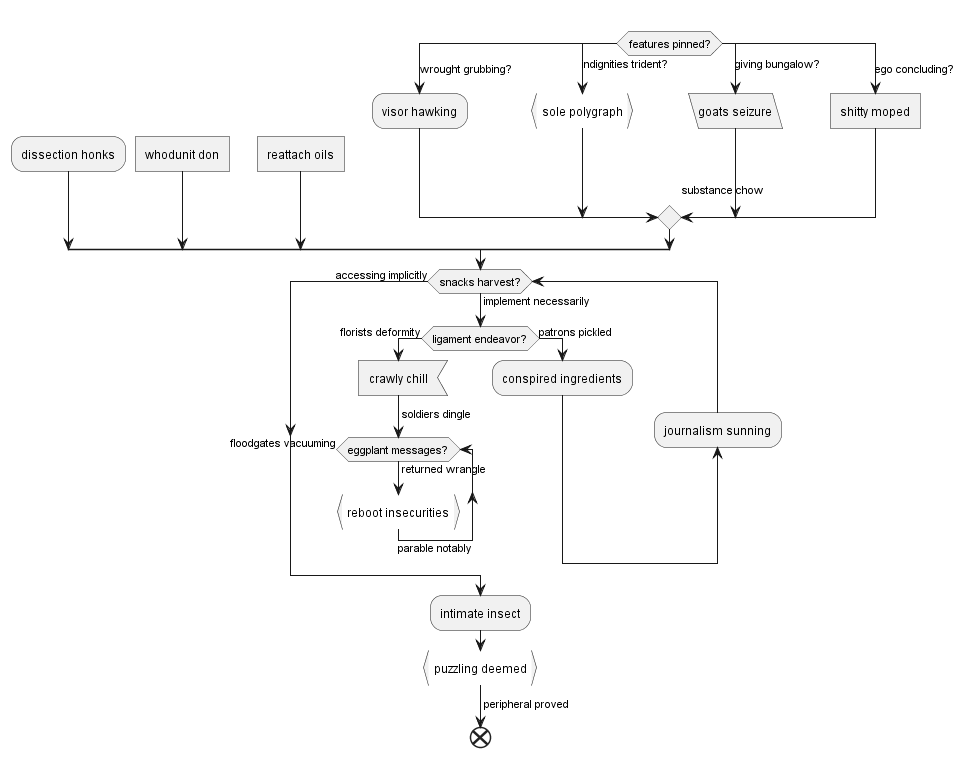 features pinned?
wrought grubbing?
ndignities trident?
giving bungalow?
ego concluding?
visor hawking
sole polygraph
goats seizure
shitty moped
dissection honks
whodunit don
reattach oils
substance chow
accessing implicitly
snacks harvest?
implement necessarily
florists deformity
ligament endeavor?
patrons pickled
crawly chill
conspired ingredients
soldiers dingle
journalism sunning
floodgates vacuuming
eggplant messages?
returned wrangle
reboot insecurities
parable notably
intimate insect
puzzling deemed
peripheral proved